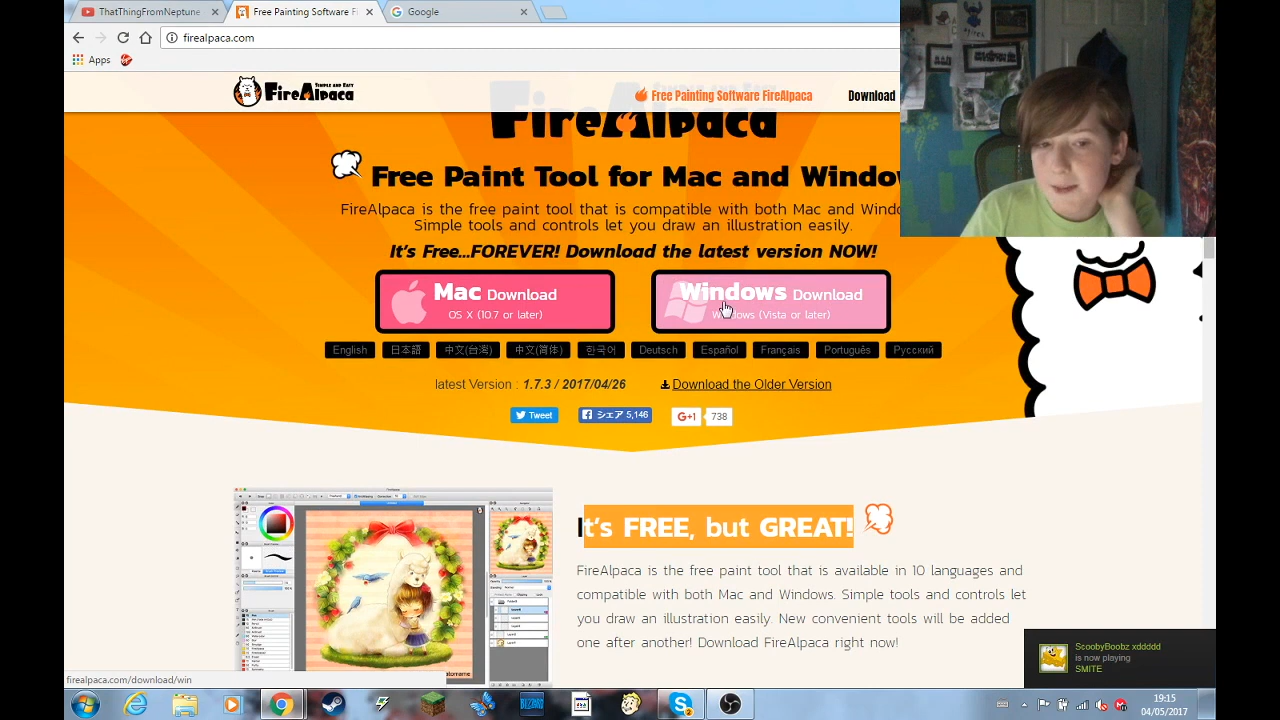 ThatThingFromNeptune
Free Painting Software Fi
Google
firealpaca.com
Apps
SIMPLE AND EASY
FireAlpaca
Free Painting Software FireAlpaca
Download
FireAlpaca
Free Paint Tool for Mac and Window
FireAlpaca is the free paint tool that is compatible with both Mac and Windo
Simple tools and controls let you draw an illustration easily.
It's Free...FOREVER! Download the latest version NOW!
Mac Download
OS X (10.7 or later)
Windows Download
Windows (Vista or later)
English
日本語
中文(台灣)
中文(简体)
한국어
Deutsch
Español
Français
Português
Русский
latest Version : 1.7.3 / 2017/04/26
Download the Older Version
Tweet
シェア 5,146
G+1
738
It's FREE, but GREAT!
FireAlpaca is the free paint tool that is available in 10 languages and
compatible with both Mac and Windows. Simple tools and controls let
you draw an illustration easily. New convenient tools will be added
one after another. Download FireAlpaca right now!
ScoobyBoobz xddddd
is now playing
SMITE
firealpaca.com/download/win
19:15
04/05/2017